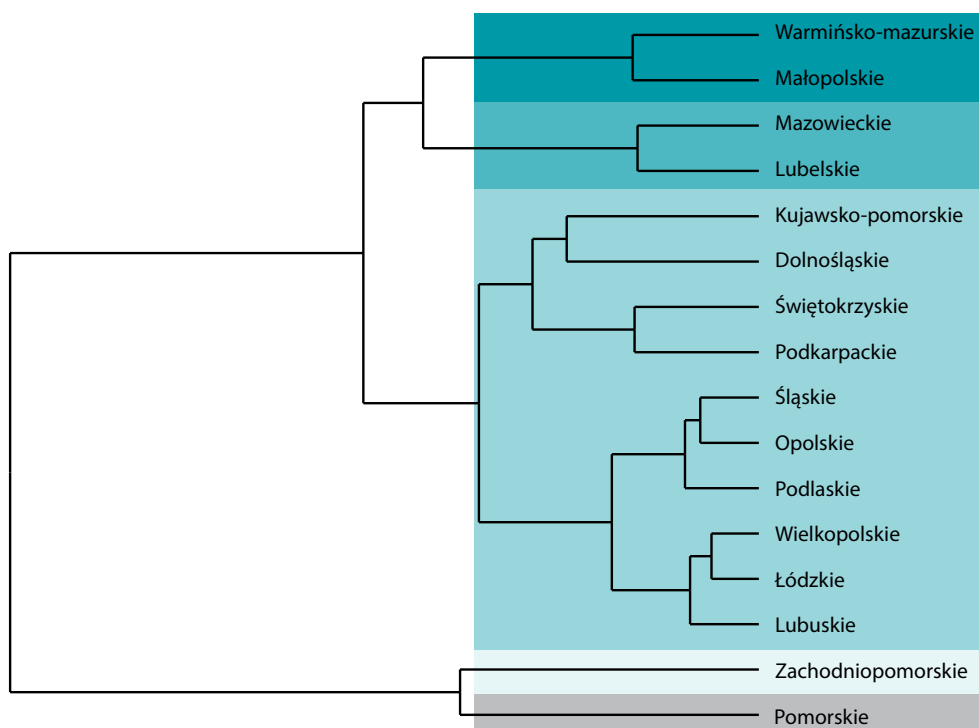 Warmińsko-mazurskie
Małopolskie
Mazowieckie
Lubelskie
Kujawsko-pomorskie
Dolnośląskie
Świętokrzyskie
Podkarpackie
Śląskie
Opolskie
Podlaskie
Wielkopolskie
Łódzkie
Lubuskie
Zachodniopomorskie
Pomorskie